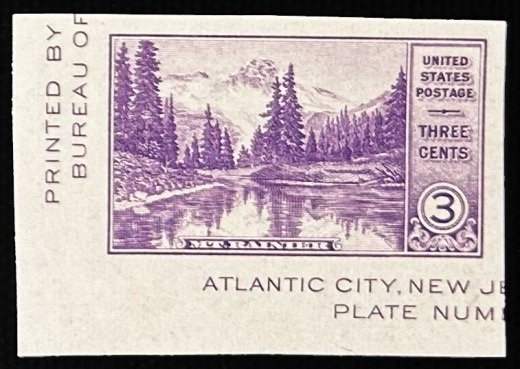 PRINTED BY
BUREAU OF
UNITED
STATES
POSTAGE
THREE
CENTS
3
MT. RAINIER
ATLANTIC CITY, NEW JE
PLATE NUM